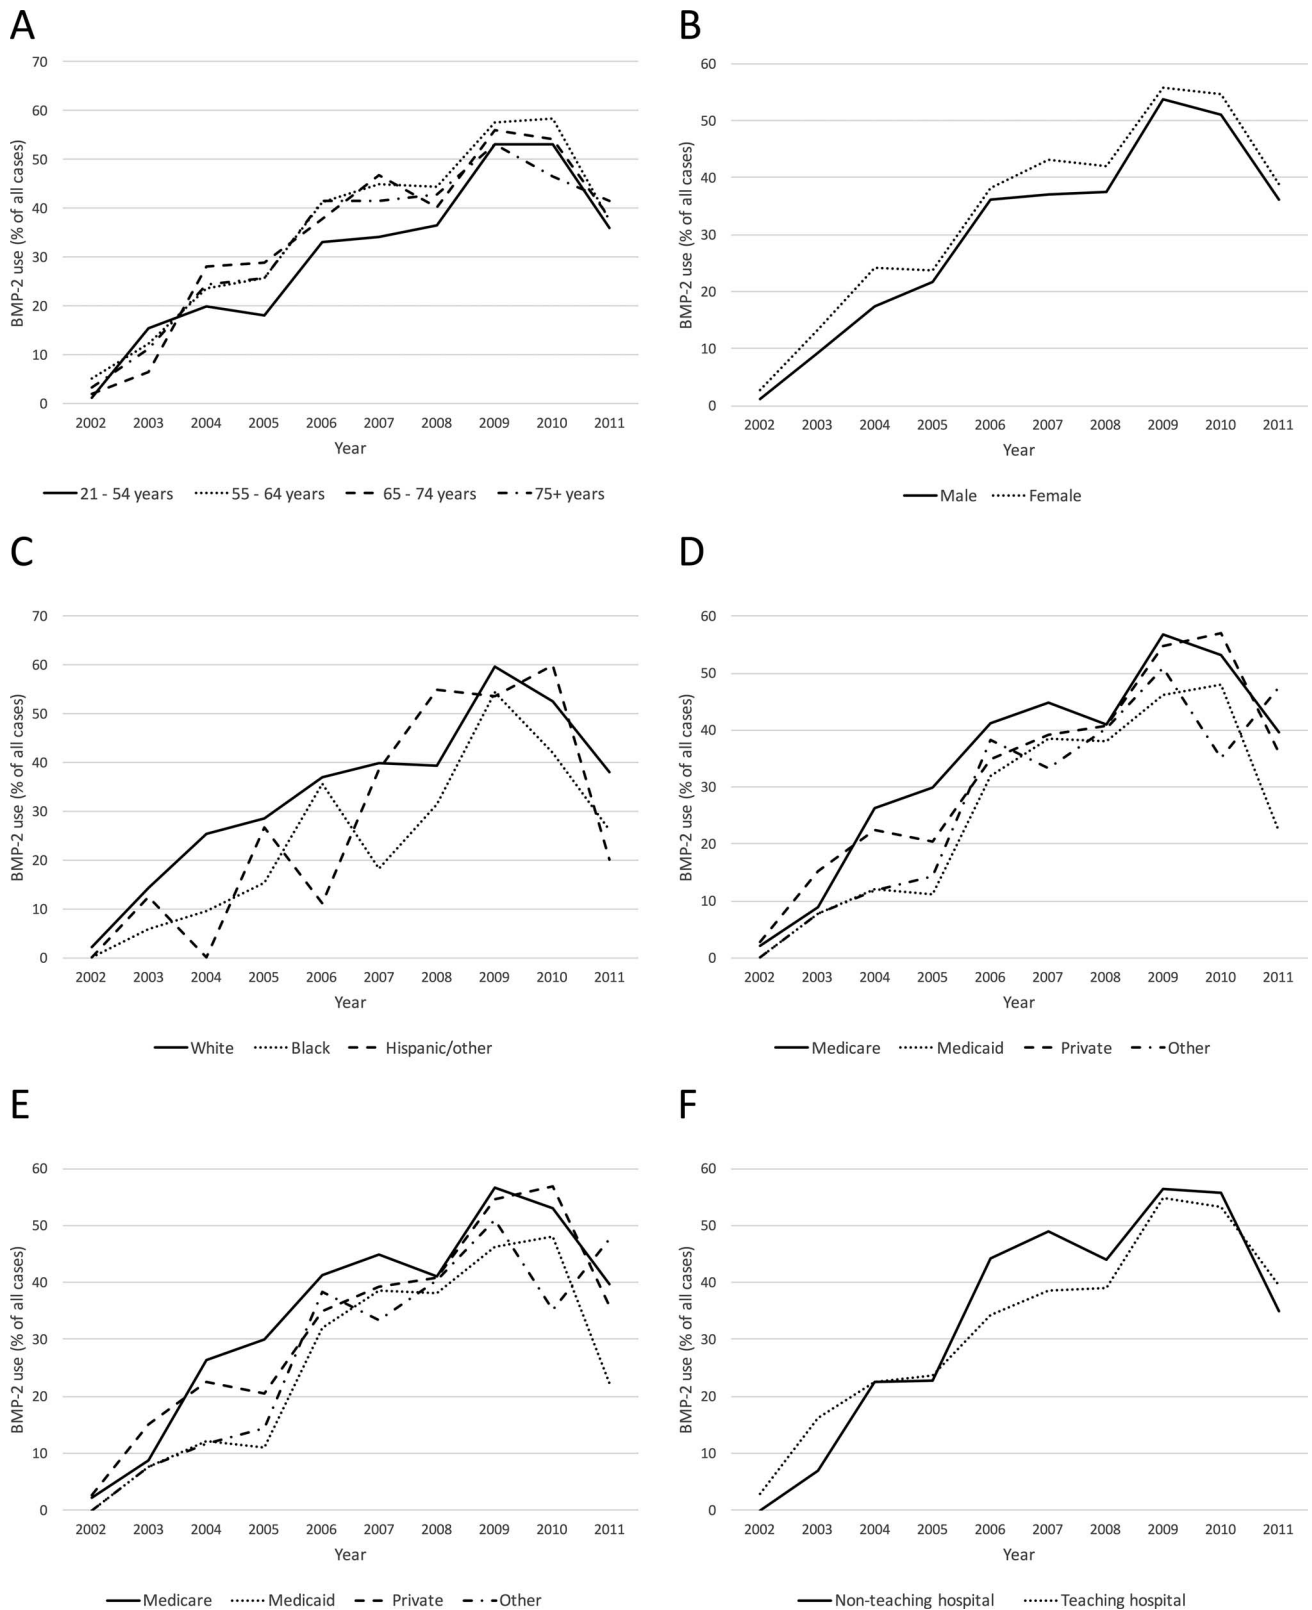 A
BMP-2 use (% of all cases)
70
60
50
40
30
20
10
0
2002 2003 2004 2005 2006 2007 2008 2009 2010 2011
Year
21 - 54 years 55 - 64 years 65 - 74 years 75+ years
B
BMP-2 use (% of all cases)
60
50
40
30
20
10
0
2002 2003 2004 2005 2006 2007 2008 2009 2010 2011
Year
Male Female
C
BMP-2 use (% of all cases)
70
60
50
40
30
20
10
0
2002 2003 2004 2005 2006 2007 2008 2009 2010 2011
Year
White Black Hispanic/other
D
BMP-2 use (% of all cases)
60
50
40
30
20
10
0
2002 2003 2004 2005 2006 2007 2008 2009 2010 2011
Year
Medicare Medicaid Private Other
E
BMP-2 use (% of all cases)
60
50
40
30
20
10
0
2002 2003 2004 2005 2006 2007 2008 2009 2010 2011
Year
Medicare Medicaid Private Other
F
BMP-2 use (% of all cases)
60
50
40
30
20
10
0
2002 2003 2004 2005 2006 2007 2008 2009 2010 2011
Year
Non-teaching hospital Teaching hospital